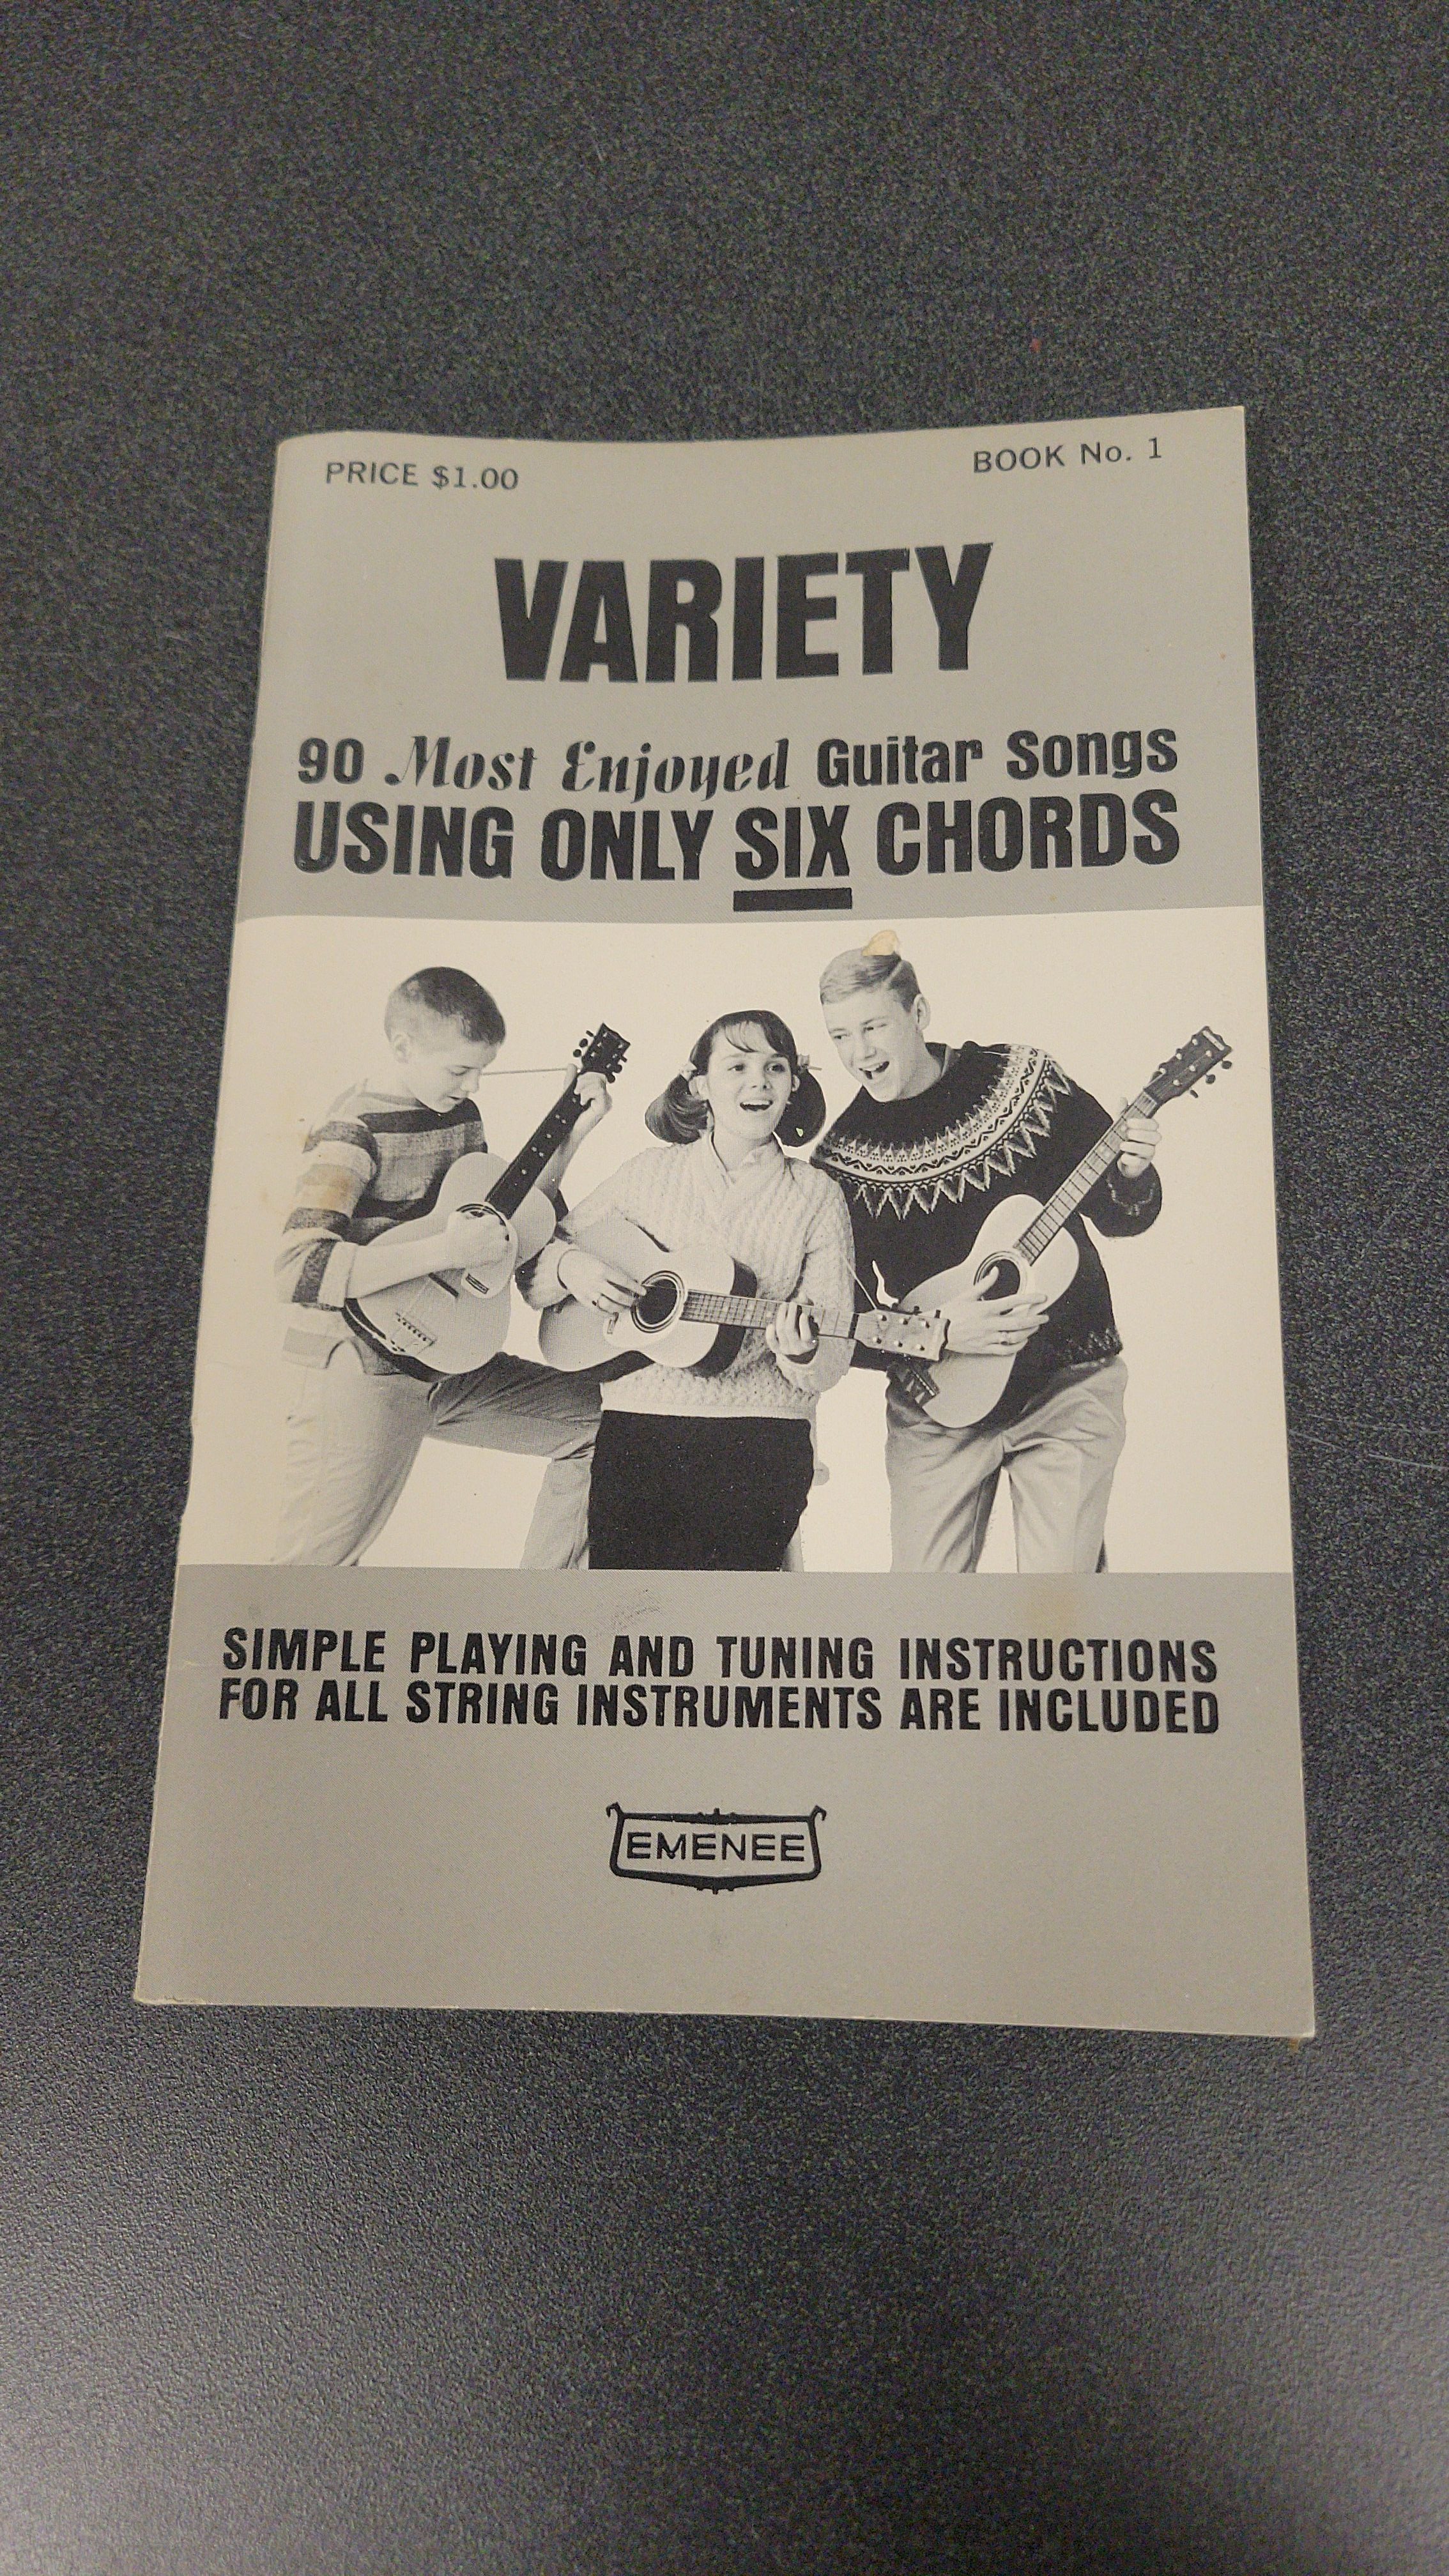 PRICE $1.00
BOOK No. 1
VARIETY
90 Most Enjoyed Guitar Songs
USING ONLY SIX CHORDS
SIMPLE PLAYING AND TUNING INSTRUCTIONS
FOR ALL STRING INSTRUMENTS ARE INCLUDED
EMENEE